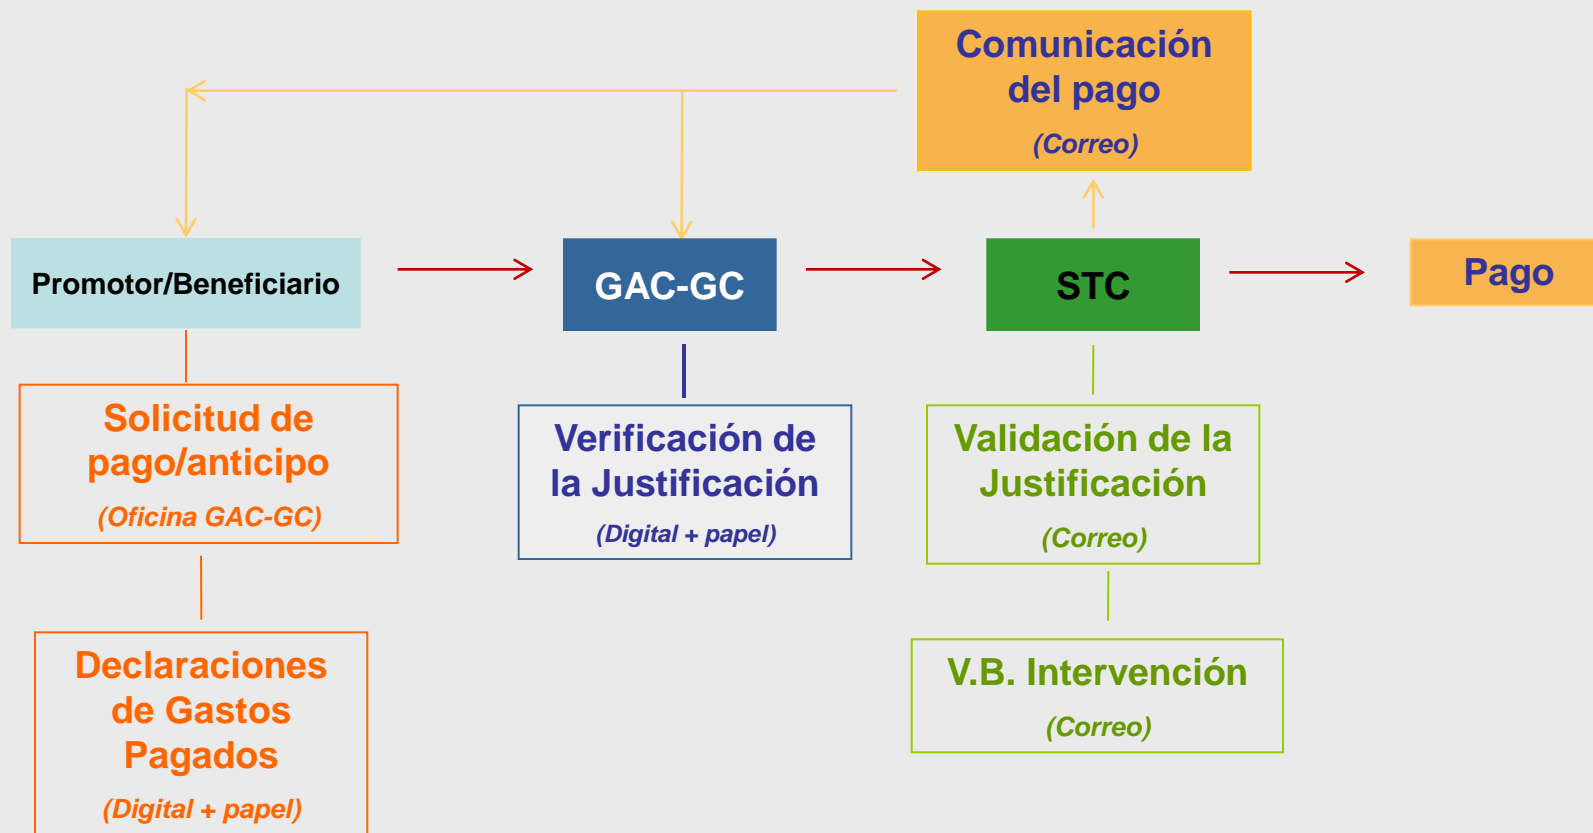 Comunicación
del pago
(Correo)
Promotor/Beneficiario
GAC-GC
STC
Pago
Solicitud de
pago/anticipo
(Oficina GAC-GC)
Verificación de
la Justificación
(Digital + papel)
Validación de la
Justificación
(Correo)
Declaraciones
de Gastos
Pagados
(Digital + papel)
V.B. Intervención
(Correo)